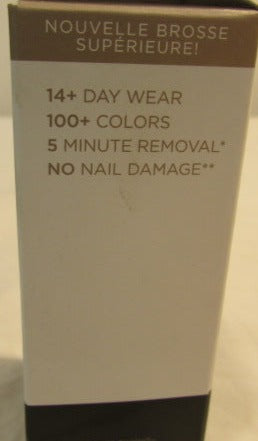 NOUVELLE BROSSE
SUPÉRIEURE!
14+ DAY WEAR
100+ COLORS
5 MINUTE REMOVAL*
NO NAIL DAMAGE**